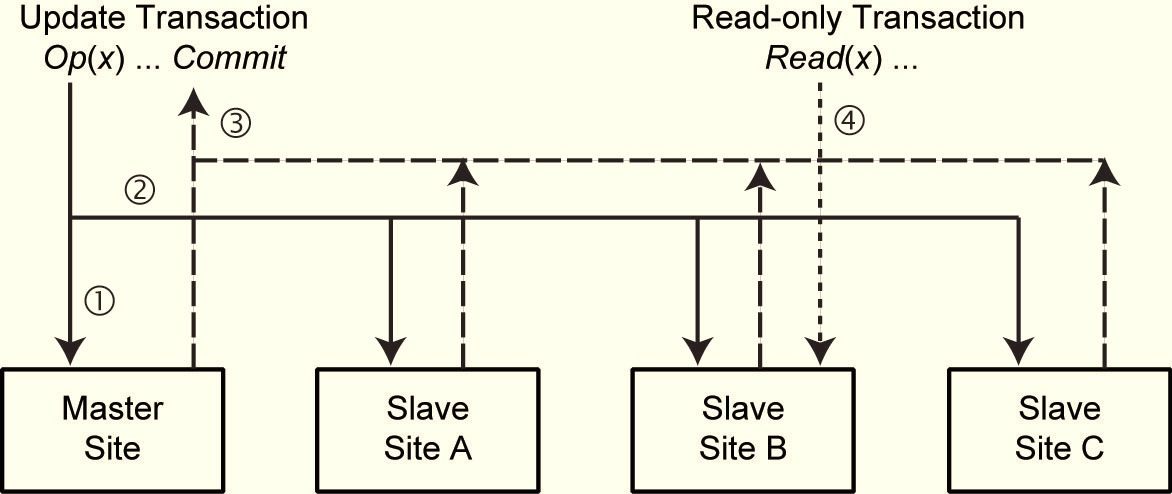 Update Transaction
Op(x) ... Commit
Read-only Transaction
Read(x) ...
③
④
②
①
Master
Site
Slave
Site A
Slave
Site B
Slave
Site C